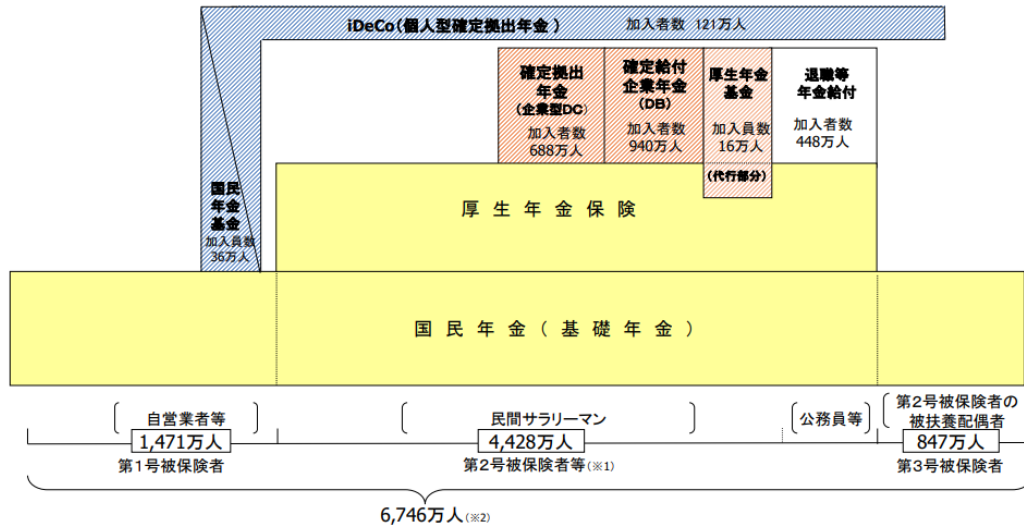 iDeCo(個人型確定拠出年金) 加入者数 121万人
確定拠出
年金
(企業型DC)
加入者数
688万人
確定給付
企業年金
(DB)
加入者数
940万人
厚生年金
基金
加入員数
16万人
(代行部分)
退職等
年金給付
加入者数
448万人
国民
年金
基金
加入員数
36万人
厚生年金保険
国民年金(基礎年金)
自営業者等
1,471万人
第1号被保険者
民間サラリーマン
4,428万人
第2号被保険者等(※1)
公務員等
第2号被保険者の
被扶養配偶者
847万人
第3号被保険者
6,746万人(※2)